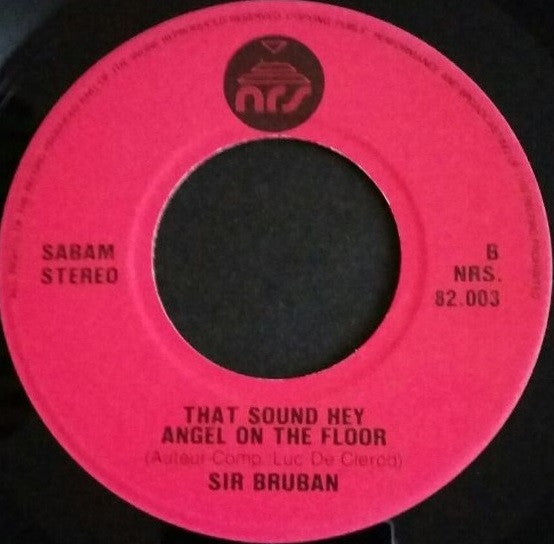 nrs
SABAM
STEREO
B
NRS.
82.003
THAT SOUND HEY
ANGEL ON THE FLOOR
(Auteur Comp. Luc De Clercq)
SIR BRUBAN